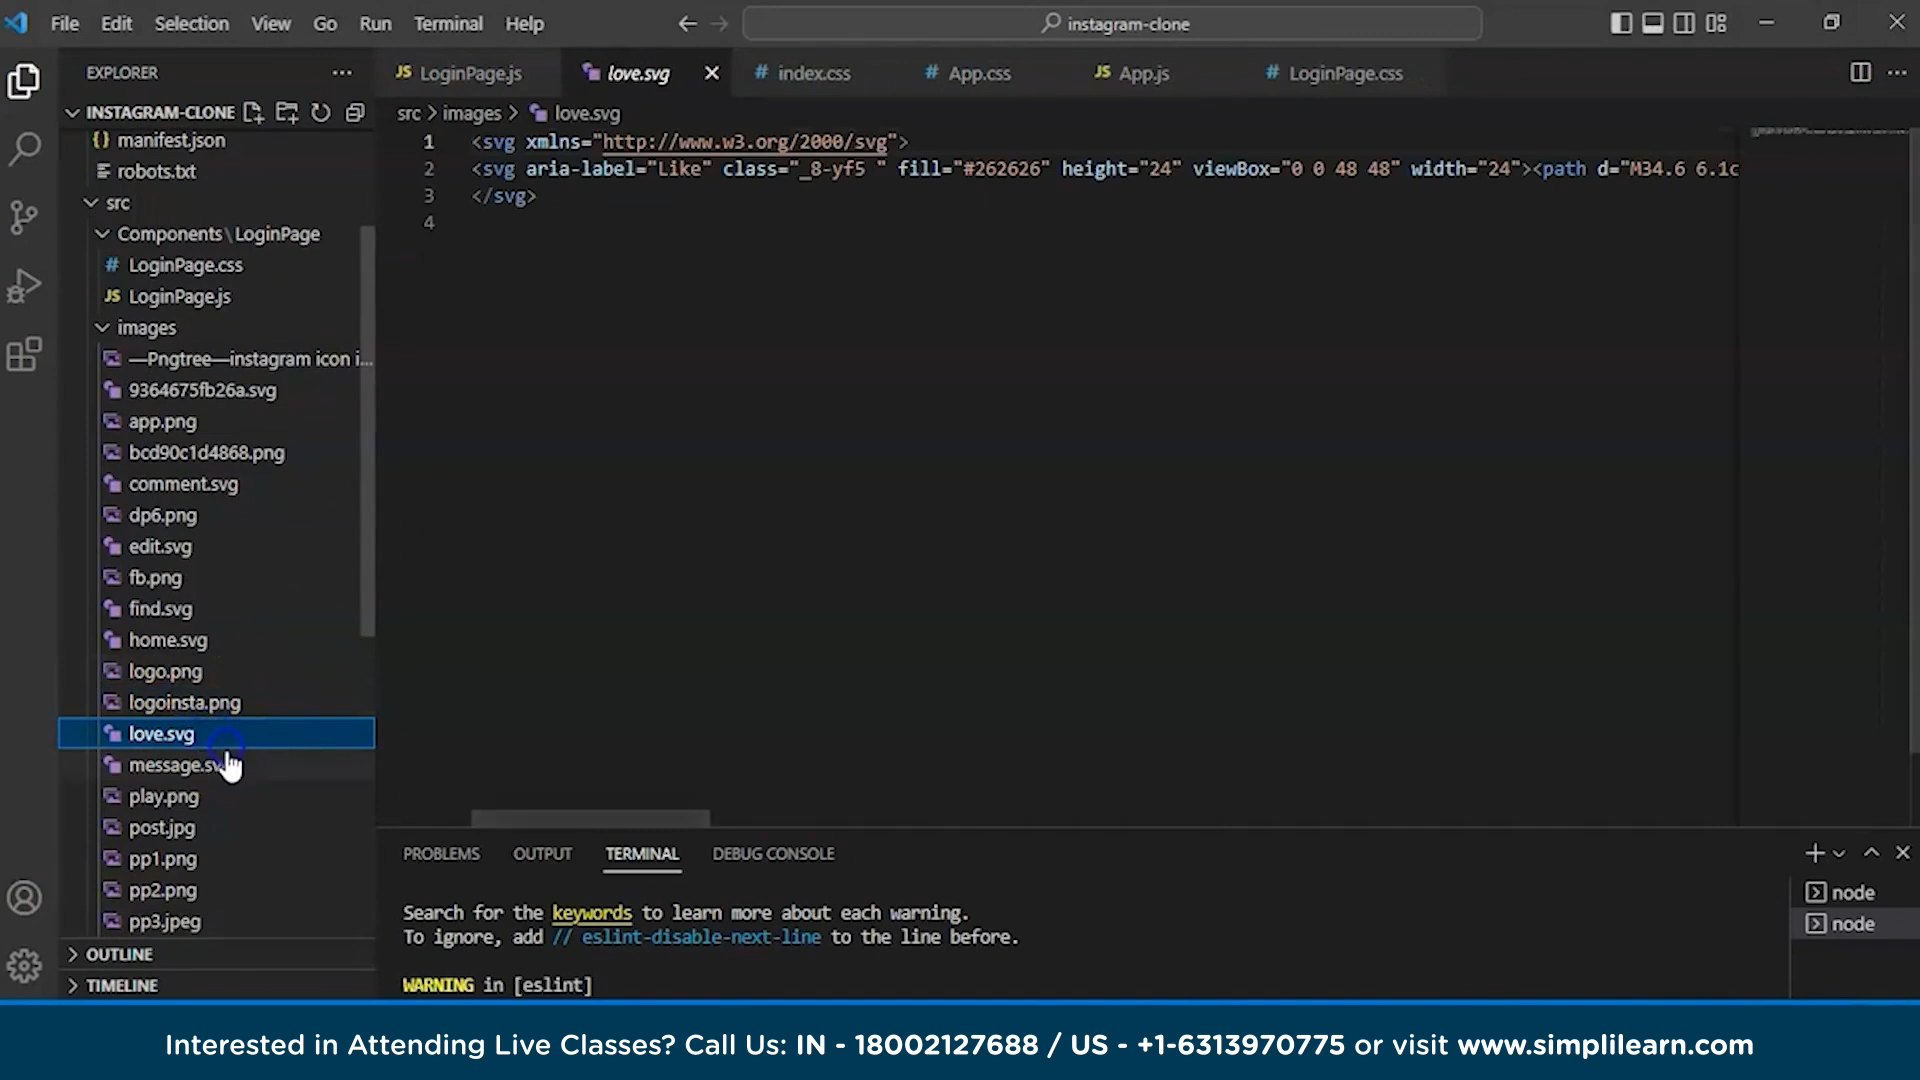 File Edit Selection View Go Run Terminal Help
instagram-clone
EXPLORER
INSTAGRAM-CLONE
manifest.json
robots.txt
src
Components\LoginPage
LoginPage.css
LoginPage.js
images
—Pngtree—instagram icon i...
9364675fb26a.svg
app.png
bcd90c1d4868.png
comment.svg
dp6.png
edit.svg
fb.png
find.svg
home.svg
logo.png
logoinsta.png
love.svg
message.sv
play.png
post.jpg
pp1.png
pp2.png
pp3.jpeg
OUTLINE
TIMELINE
JS LoginPage.js love.svg # index.css # App.css JS App.js # LoginPage.css
src > images > love.svg
1 <svg xmlns="http://www.w3.org/2000/svg">
2 <svg aria-label="Like" class="_8-yf5 " fill="#262626" height="24" viewBox="0 0 48 48" width="24"><path d="M34.6 6.1c
3 </svg>
4
PROBLEMS OUTPUT TERMINAL DEBUG CONSOLE
Search for the keywords to learn more about each warning.
To ignore, add // eslint-disable-next-line to the line before.
WARNING in [eslint]
node
node
Interested in Attending Live Classes? Call Us: IN - 18002127688 / US - +1-6313970775 or visit www.simplilearn.com